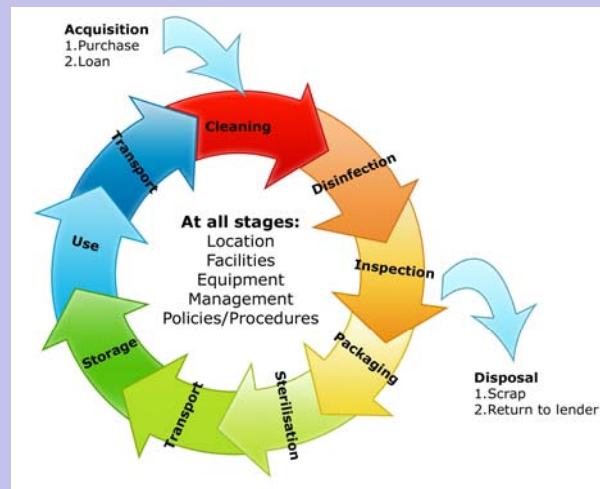 Acquisition
1.Purchase
2.Loan
Cleaning
Disinfection
Inspection
Packaging
Sterilisation
Transport
Storage
Use
Transport
At all stages:
Location
Facilities
Equipment
Management
Policies/Procedures
Disposal
1.Scrap
2.Return to lender